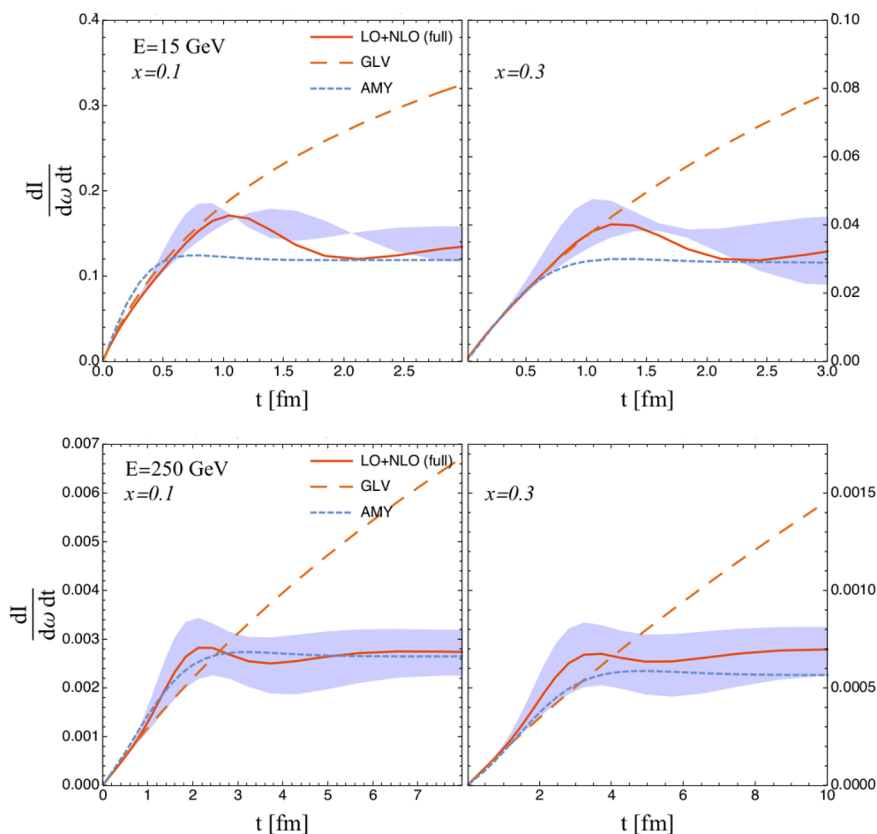 0.4
0.3
0.2
0.1
0.0
dI
dω dt
E=15 GeV
x=0.1
LO+NLO (full)
GLV
AMY
0.0 0.5 1.0 1.5 2.0 2.5
t [fm]
x=0.3
0.10
0.08
0.06
0.04
0.02
0.00
0.5 1.0 1.5 2.0 2.5 3.0
t [fm]
0.007
0.006
0.005
0.004
0.003
0.002
0.001
0.000
dI
dω dt
E=250 GeV
x=0.1
LO+NLO (full)
GLV
AMY
0 1 2 3 4 5 6 7
t [fm]
x=0.3
0.0015
0.0010
0.0005
0.0000
2 4 6 8 10
t [fm]